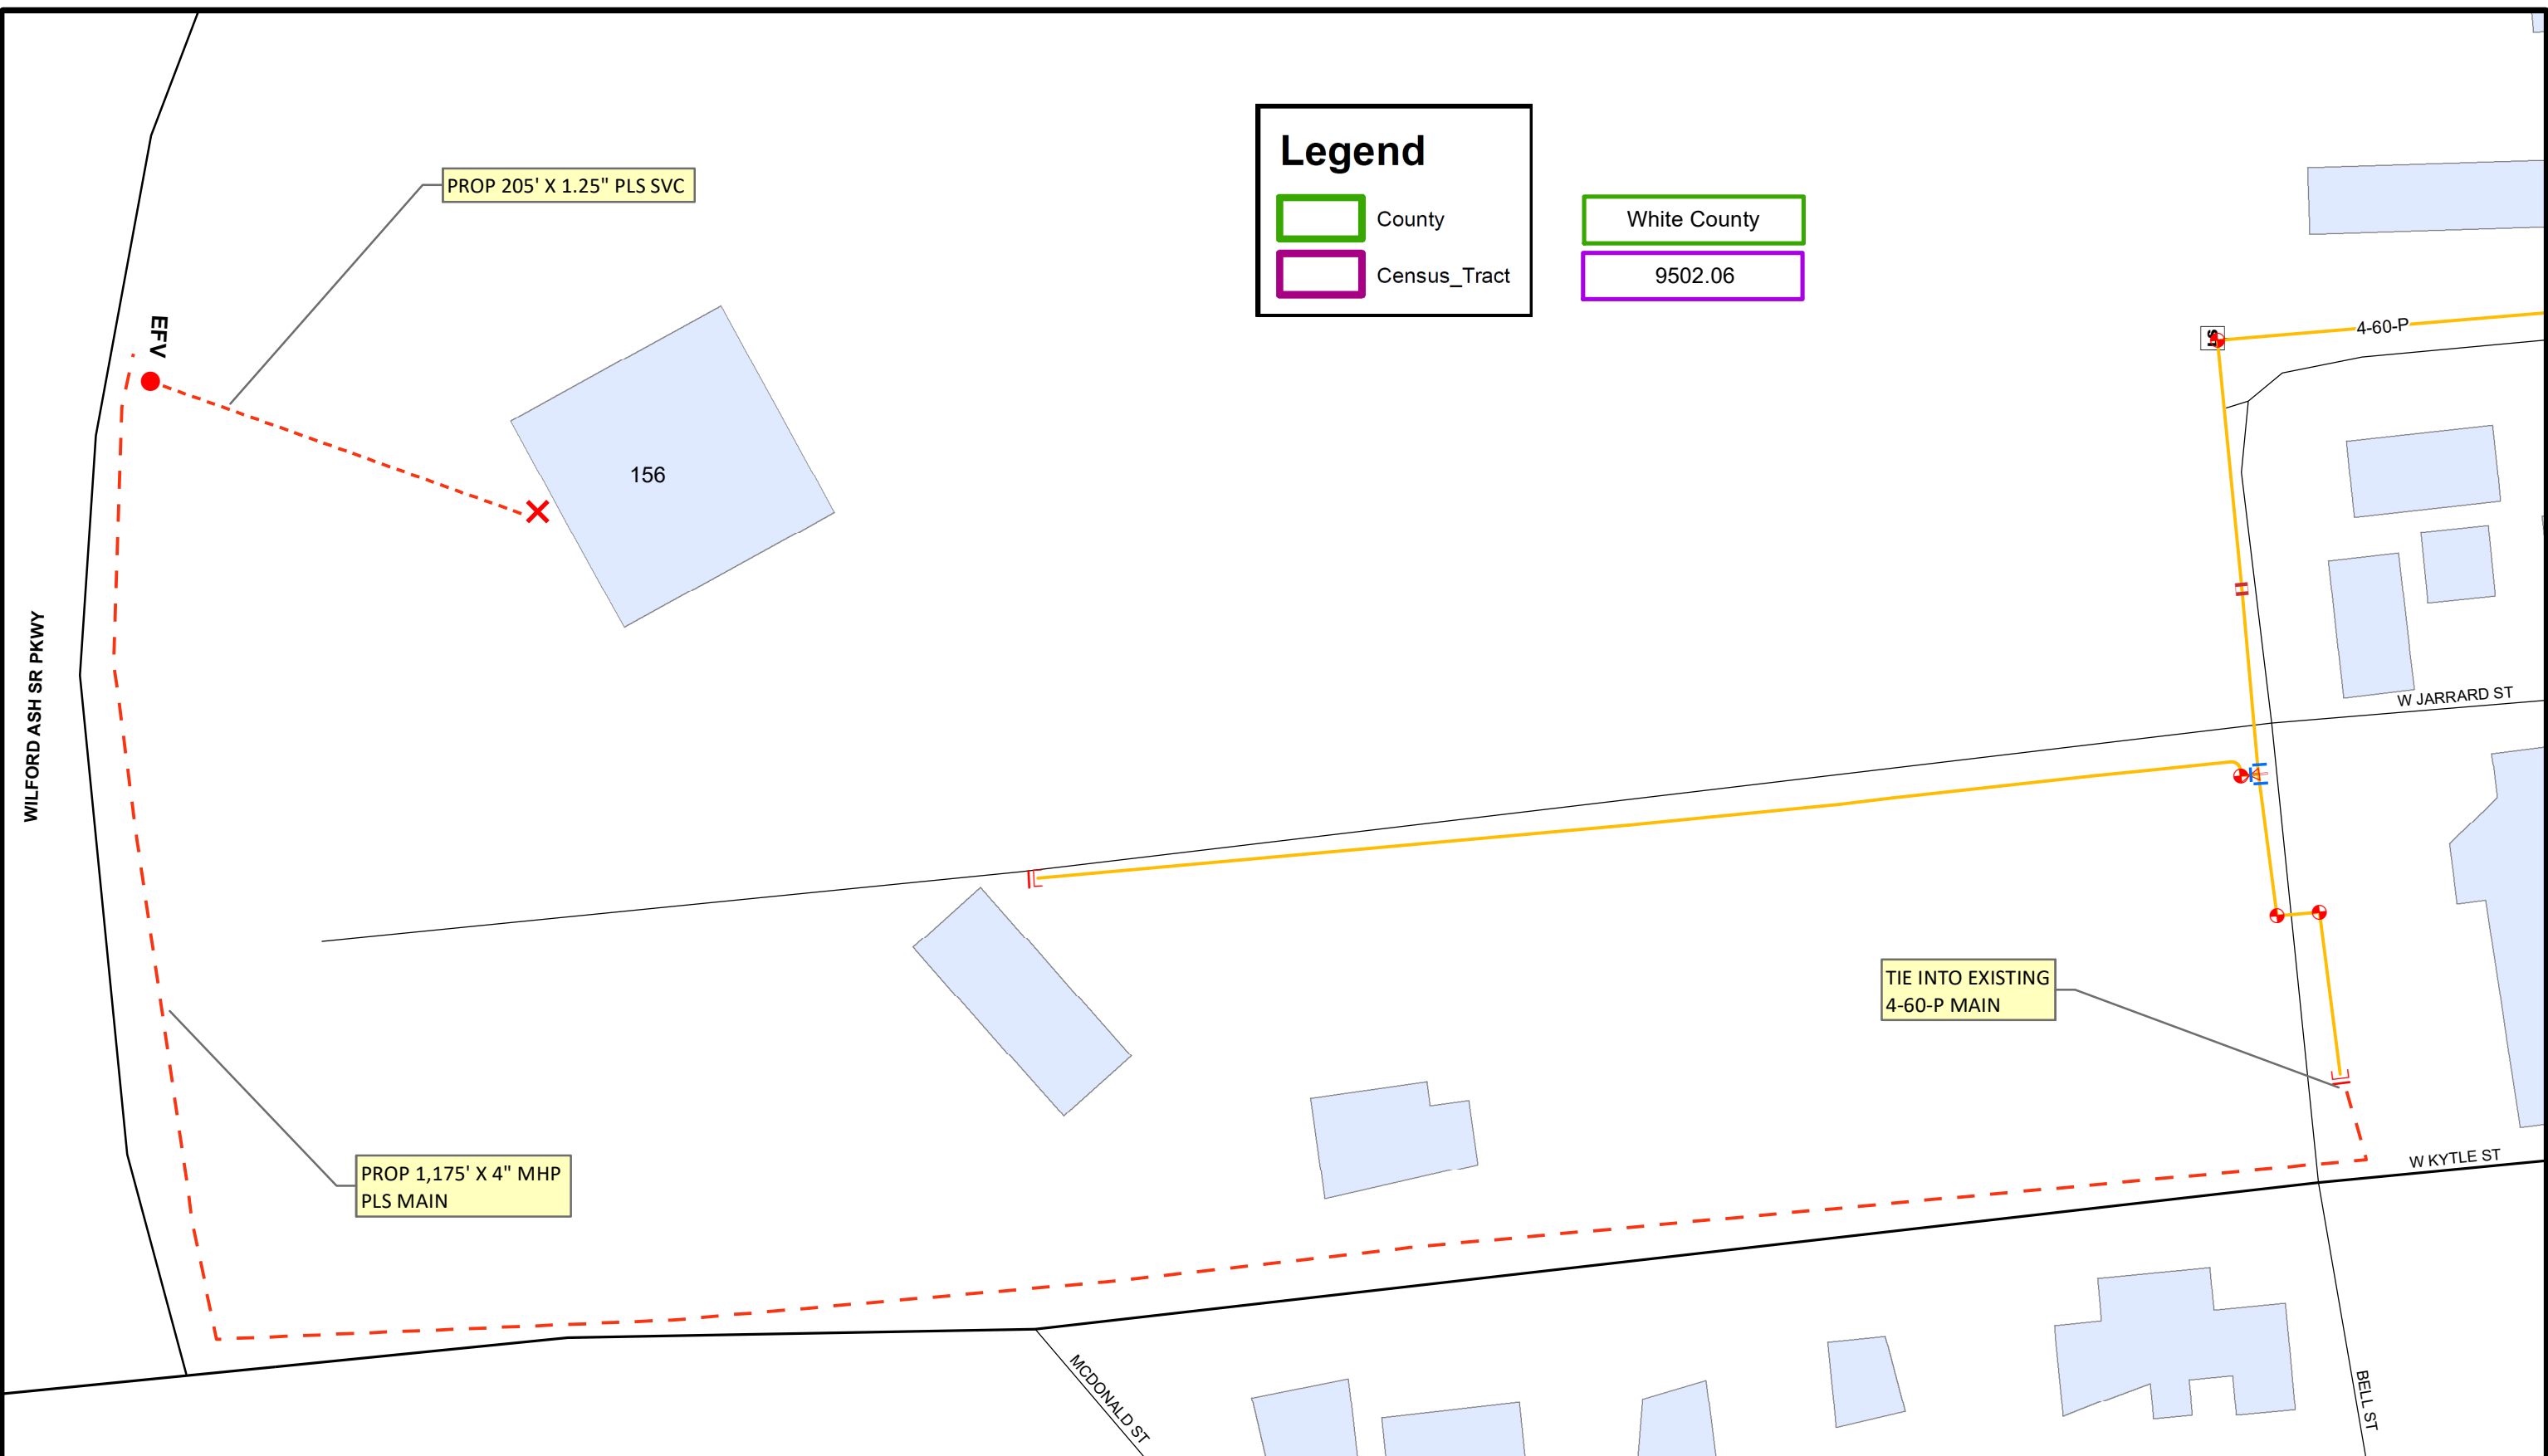 Legend
County
Census_Tract
White County
9502.06
PROP 205' X 1.25" PLS SVC
EFV
156
4-60-P
WILFORD ASH SR PKWY
W JARRARD ST
TIE INTO EXISTING
4-60-P MAIN
PROP 1,175' X 4" MHP
PLS MAIN
W KYTLE ST
MCDONALD ST
BELL ST